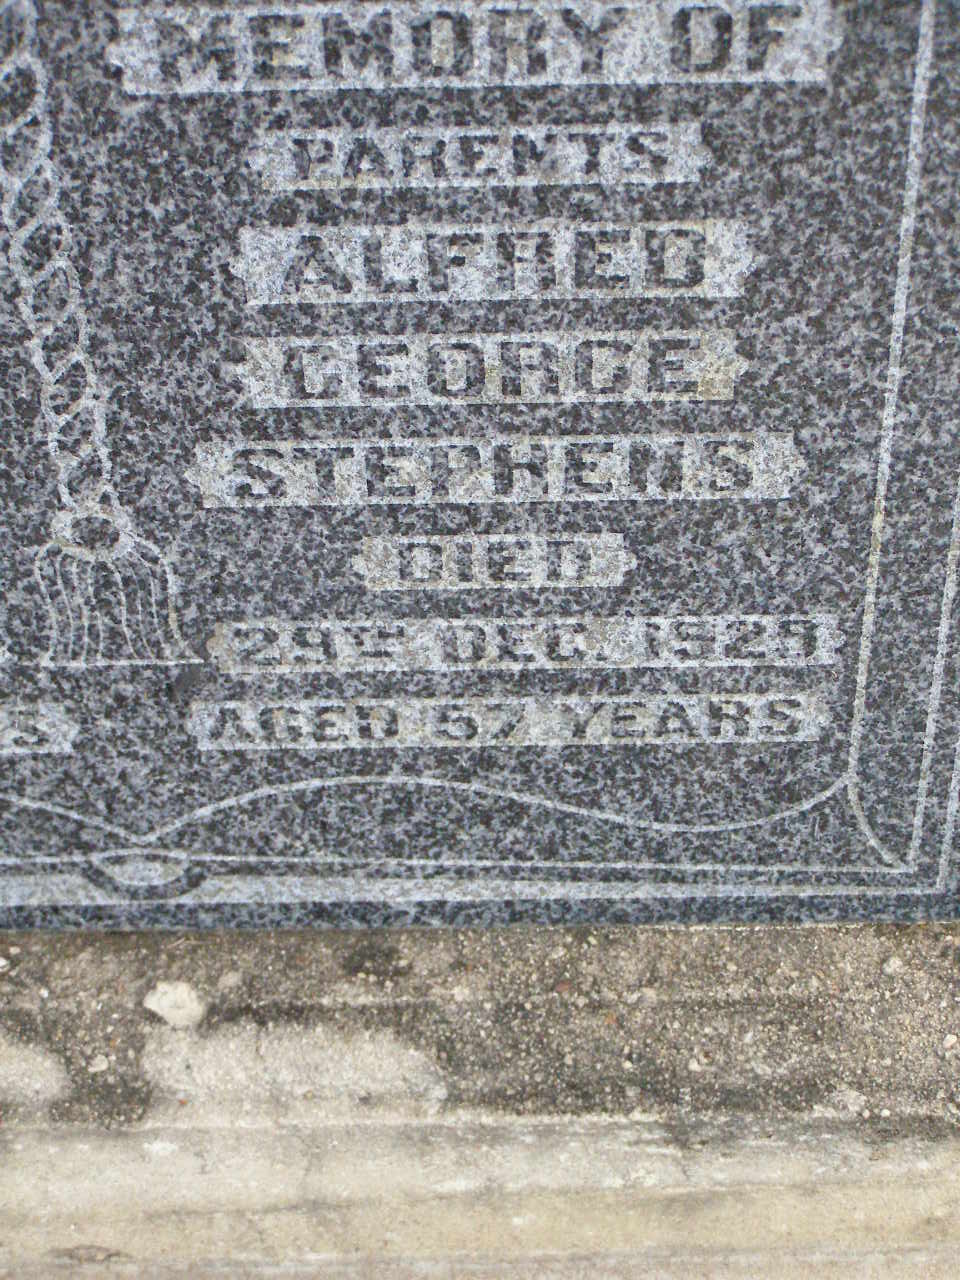 MEMORY OF
PARENTS
ALFRED
GEORGE
STEPHENS
DIED
29TH DEC. 1929
AGED 57 YEARS
S